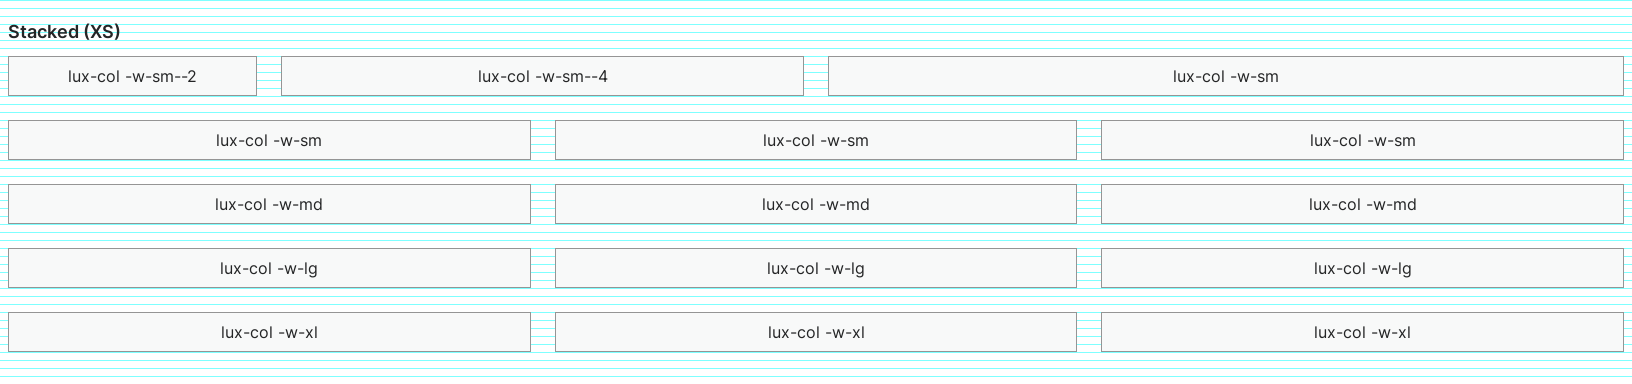 Stacked (XS)
lux-col -w-sm--2 lux-col -w-sm--4 lux-col -w-sm
lux-col -w-sm lux-col -w-sm lux-col -w-sm
lux-col -w-md lux-col -w-md lux-col -w-md
lux-col -w-lg lux-col -w-lg lux-col -w-lg
lux-col -w-xl lux-col -w-xl lux-col -w-xl